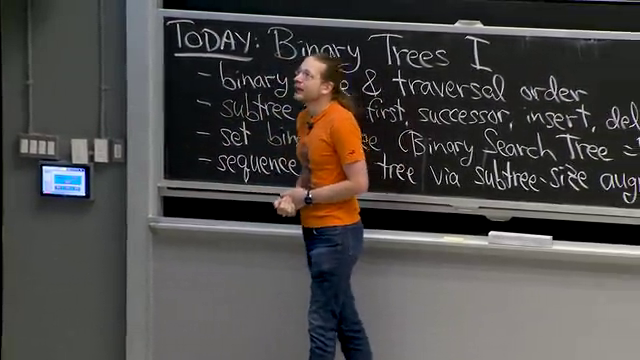 TODAY: Binary Trees I
- binary & traversal order
- subtree first, successor, insert, del
- set bin (Binary Search Tree =
- sequence tree via subtree-size aug